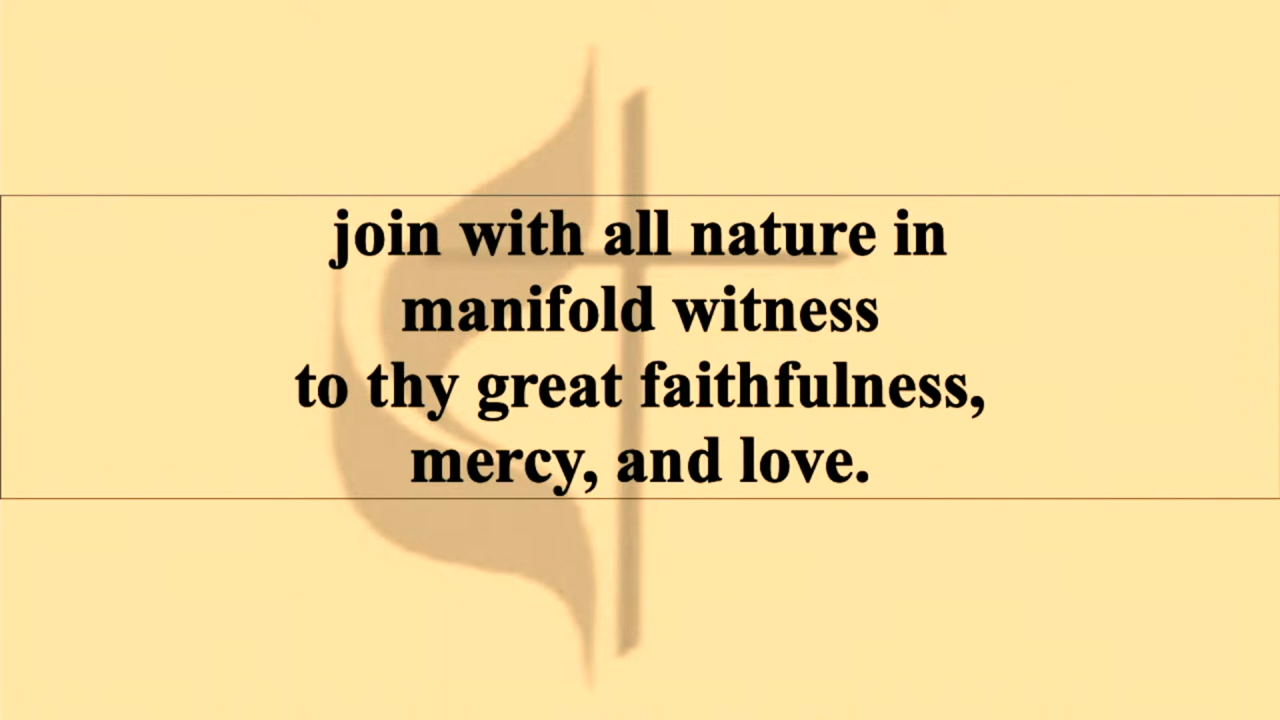 join with all nature in
manifold witness
to thy great faithfulness,
mercy, and love.